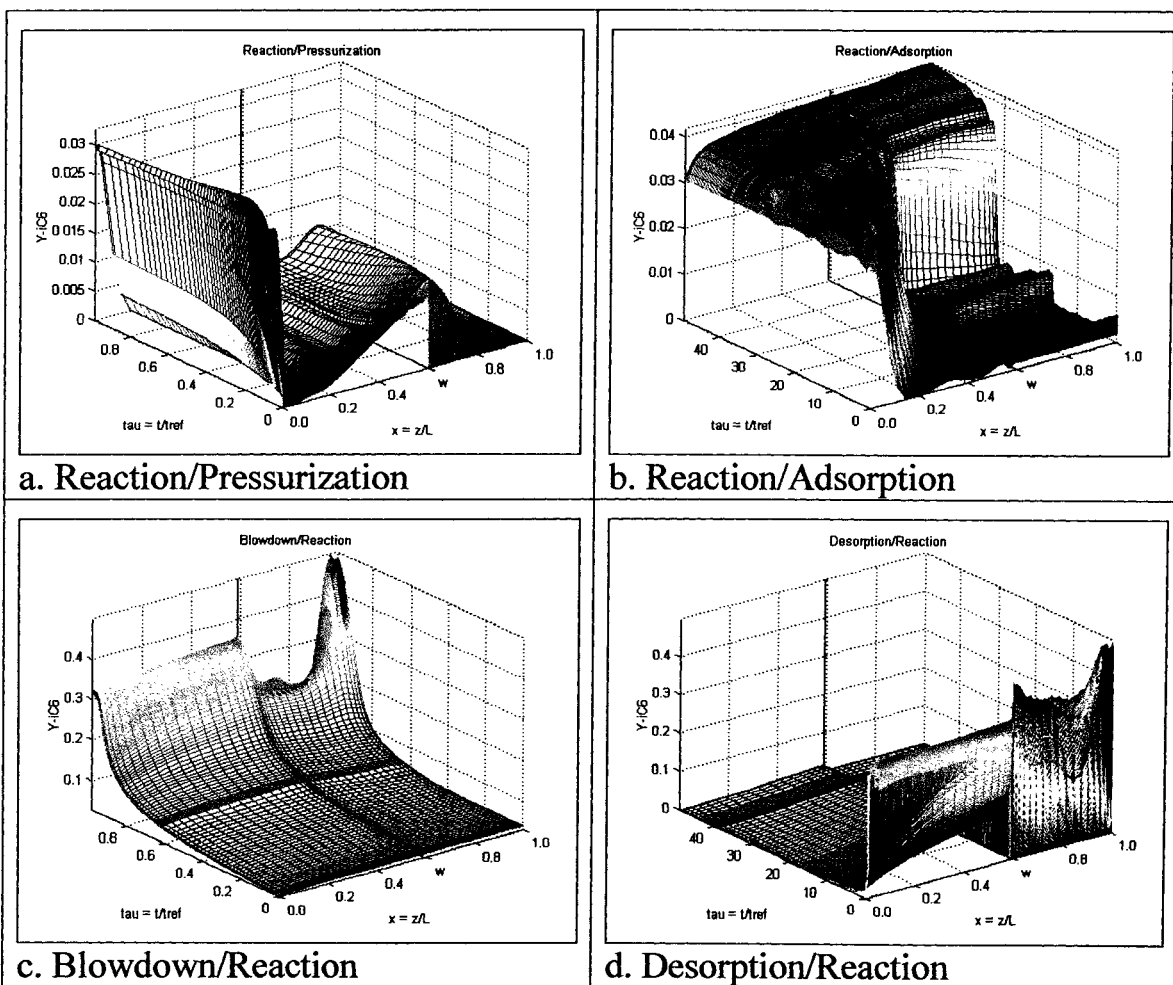 Reaction/Pressurization
Y-iC6
0.03
0.025
0.02
0.015
0.01
0.005
0
0.8
0.6
0.4
0.2
0
0.0
0.2
0.4
w
0.8
1.0
tau = t/tref
x = z/L
a. Reaction/Pressurization
Reaction/Adsorption
Y-iC6
0.04
0.03
0.02
0.01
0
40
30
20
10
0
0.0
0.2
0.4
w
0.8
1.0
tau = t/tref
x = z/L
b. Reaction/Adsorption
Blowdown/Reaction
Y-iC6
0.4
0.3
0.2
0.1
0.8
0.6
0.4
0.2
0
0.0
0.2
0.4
w
0.8
1.0
tau = t/tref
x = z/L
c. Blowdown/Reaction
Desorption/Reaction
Y-iC6
0.4
0.3
0.2
0.1
0
40
30
20
10
0
0.0
0.2
0.4
w
0.8
1.0
tau = t/tref
x = z/L
d. Desorption/Reaction